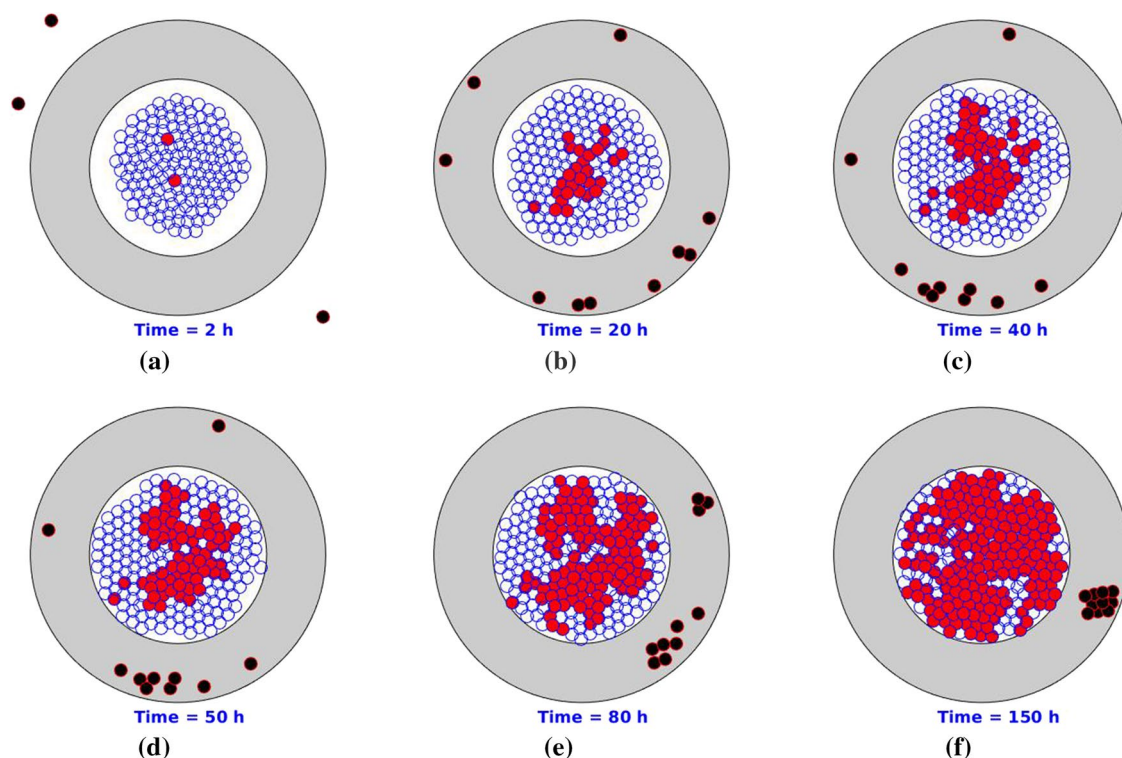 Time = 2 h
Time = 20 h
Time = 40 h
(a)
(b)
(c)
Time = 50 h
Time = 80 h
Time = 150 h
(d)
(e)
(f)